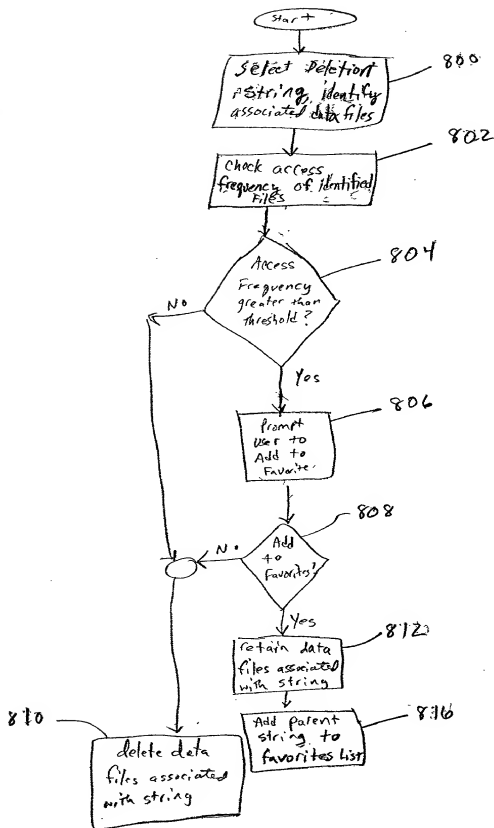 Start
Select Deletion
String, identify
associated data files
800
Check access
frequency of identified
Files
802
Access
Frequency
greater than
threshold?
804
No
Yes
Prompt
User to
Add to
Favorite
806
Add
to
Favorites?
808
No
Yes
retain data
files associated
with string
812
Add parent
string to
favorites List
816
810
delete data
files associated
with string